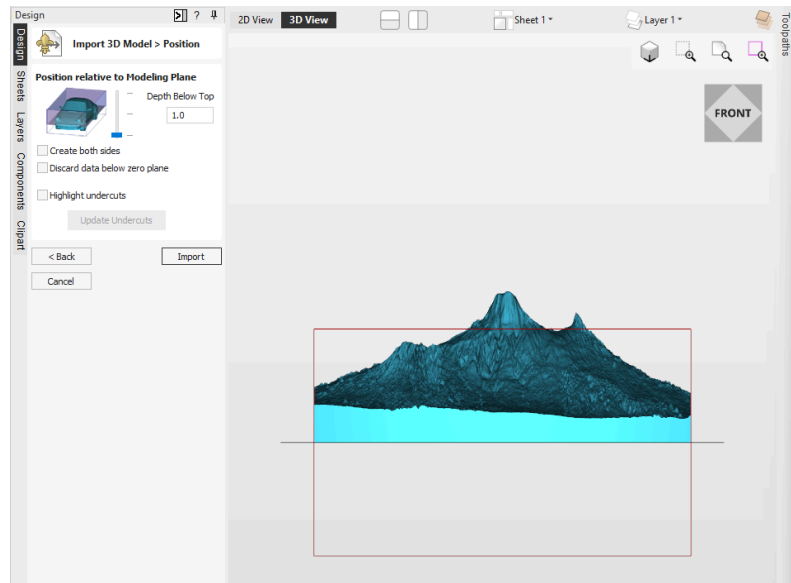 Design ?
2D View 3D View Sheet 1 Layer 1
Import 3D Model > Position
Design
Sheets
Layers
Components
Clipart
Toolpaths
Position relative to Modeling Plane
Depth Below Top
1.0
Create both sides
Discard data below zero plane
Highlight undercuts
Update Undercuts
< Back Import
Cancel
FRONT